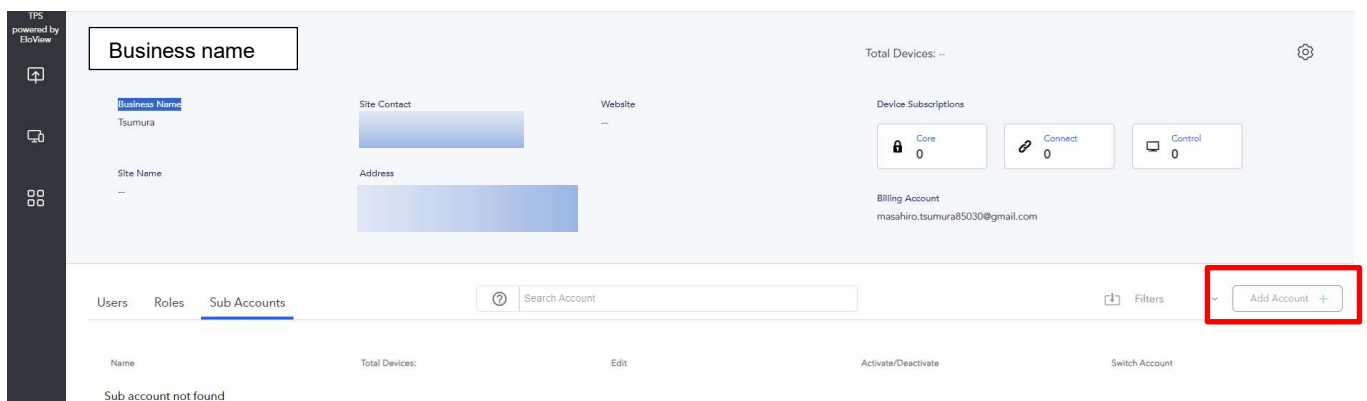 TPS
powered by
EloView
Business name
Total Devices: --
Business Name
Tsumura
Site Contact
Website
--
Device Subscriptions
Core
0
Connect
0
Control
0
Site Name
--
Address
Billing Account
masahiro.tsumura85030@gmail.com
Users Roles Sub Accounts
Search Account
Filters
Add Account +
Name Total Devices: Edit Activate/Deactivate Switch Account
Sub account not found